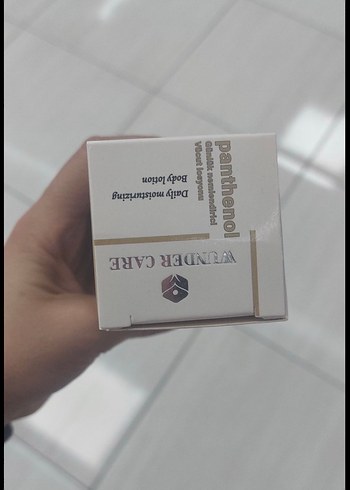 WUNDER CARE
Daily moisturizing
Body lotion
panthenol
Günlük nemlendirici
Vücut losyonu